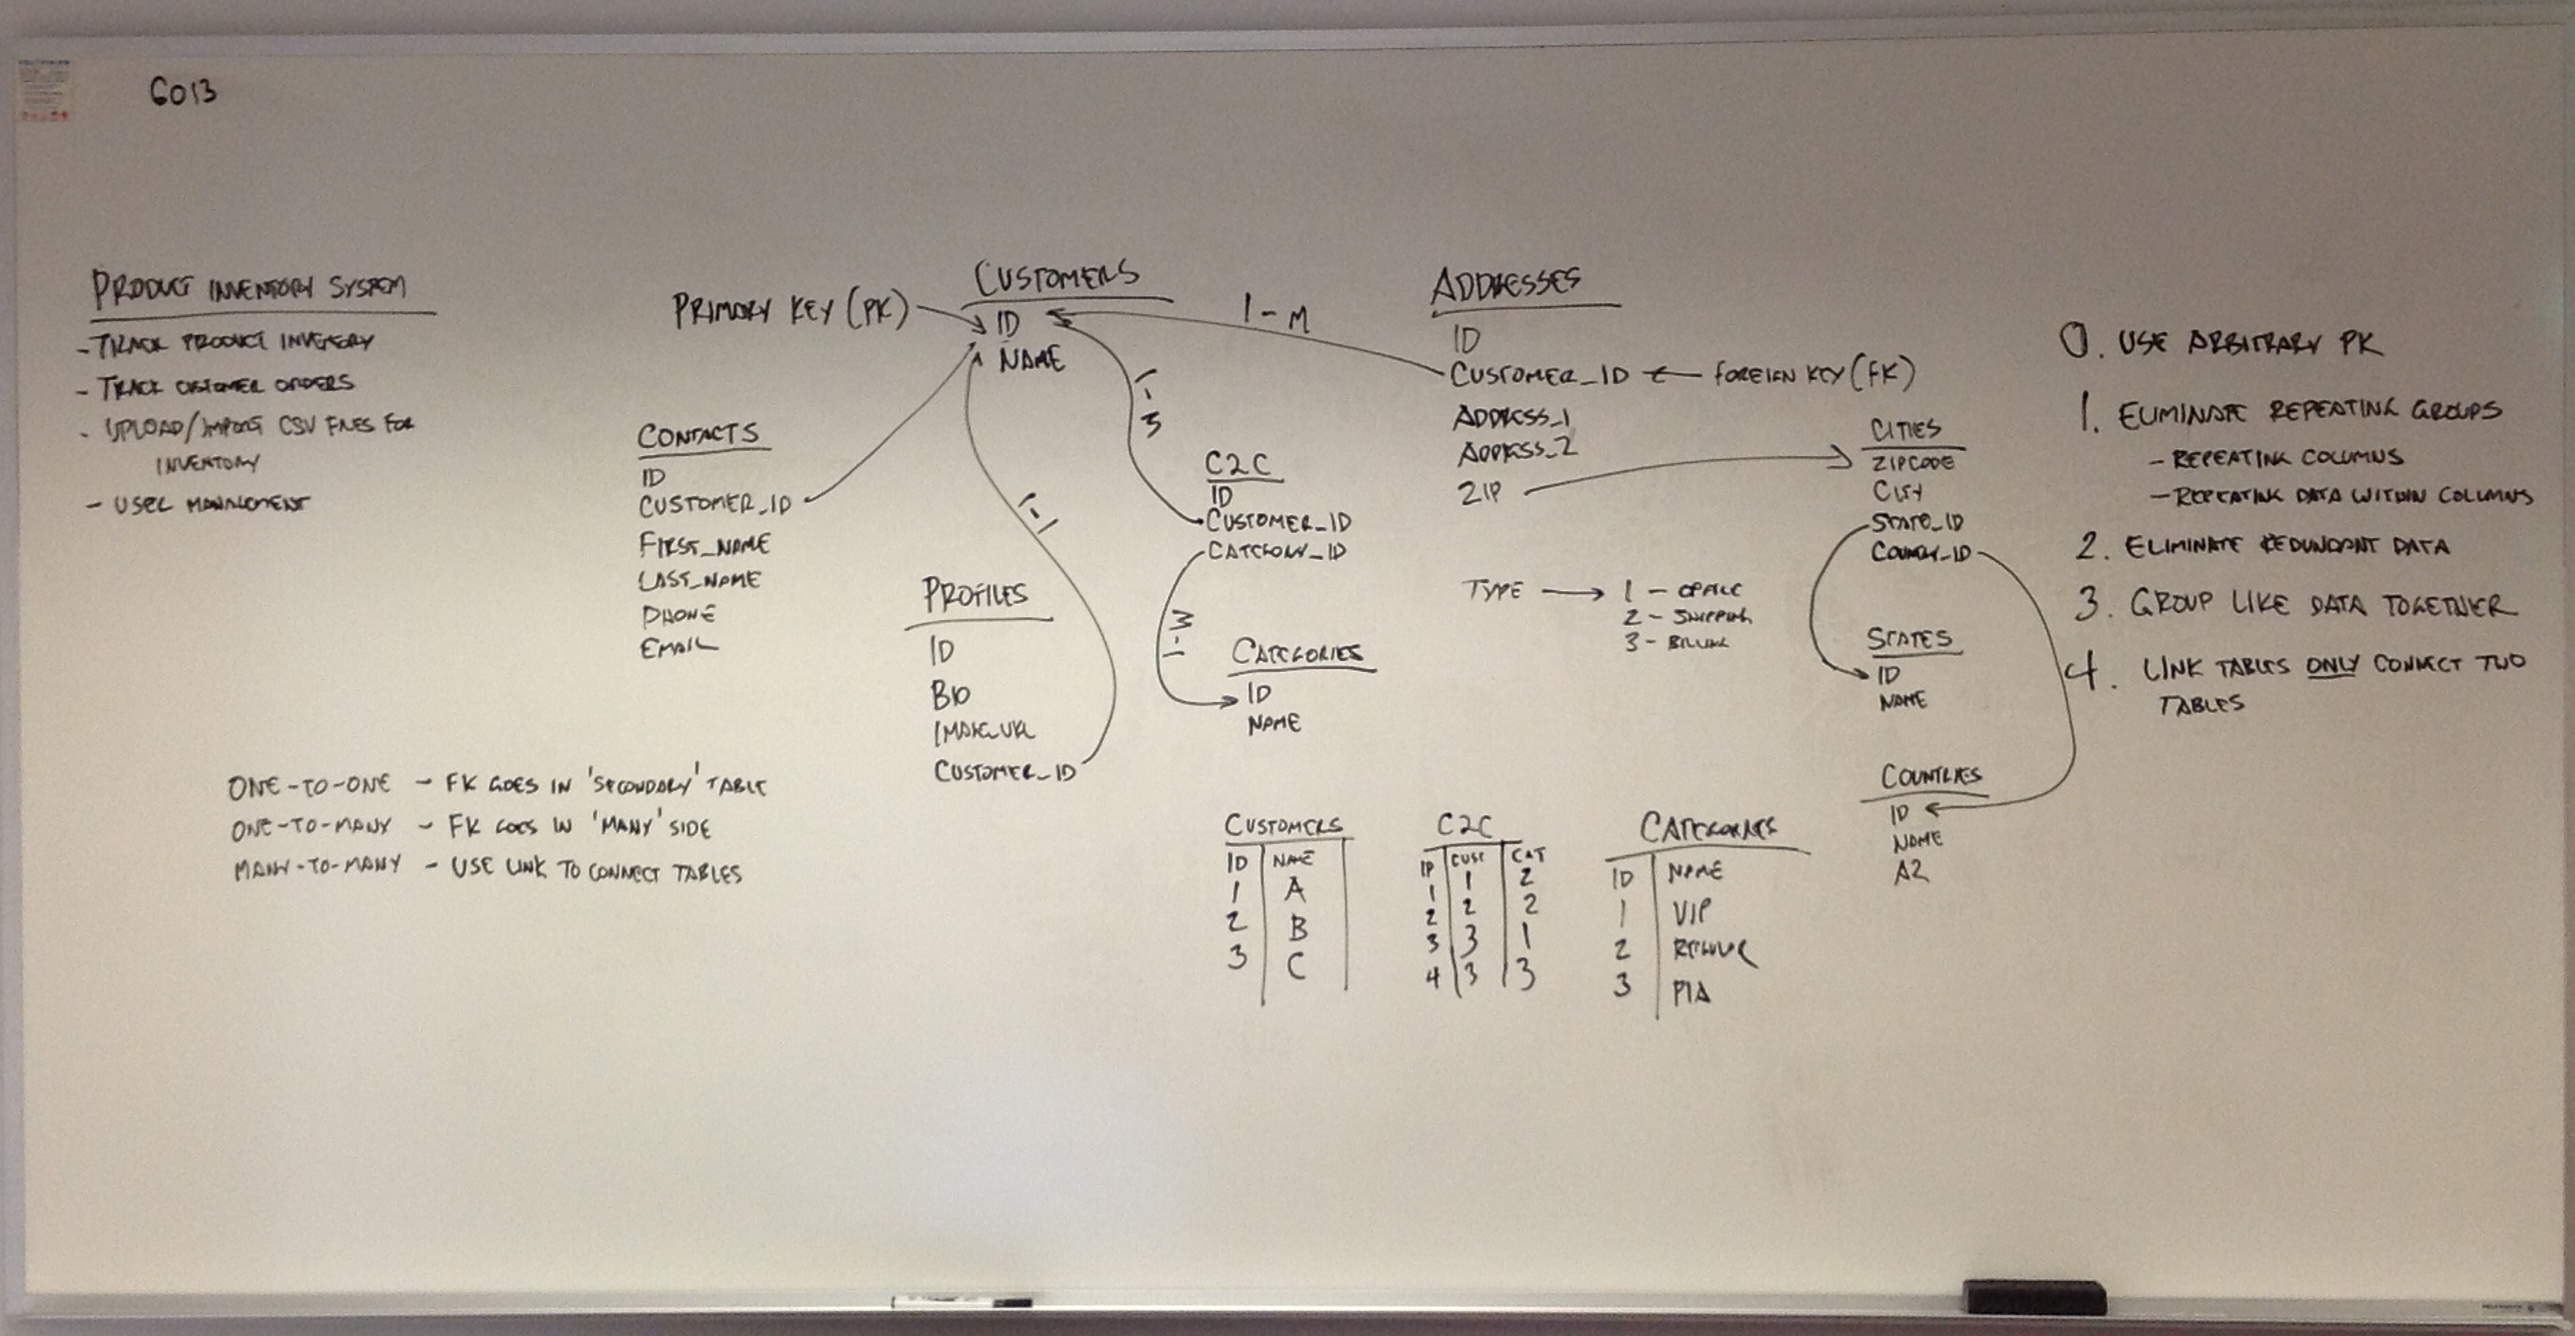 6013
PRODUCT INVENTORY SYSTEM
- TRACK PRODUCT INVENTORY
- TRACK CUSTOMER ORDERS
- UPLOAD/IMPORT CSV FILES FOR
INVENTORY
- USER MANAGEMENT
PRIMARY KEY (PK)
CUSTOMERS
ID
NAME
CONTACTS
ID
CUSTOMER_ID
FIRST_NAME
LAST_NAME
PHONE
EMAIL
PROFILES
ID
BIO
IMAGE_URL
CUSTOMER_ID
1-1
1-M
1-M
C2C
ID
CUSTOMER_ID
CATEGORY_ID
M-1
CATEGORIES
ID
NAME
ADDRESSES
ID
CUSTOMER_ID ← FOREIGN KEY (FK)
ADDRESS_1
ADDRESS_2
ZIP
TYPE → 1 - OFFICE
2 - SHIPPING
3 - BILLING
CITIES
ZIPCODE
CITY
STATE_ID
COUNTRY_ID
STATES
ID
NAME
COUNTRIES
ID
NAME
A2
0. USE ARBITRARY PK
1. ELIMINATE REPEATING GROUPS
- REPEATING COLUMNS
- REPEATING DATA WITHIN COLUMNS
2. ELIMINATE REDUNDANT DATA
3. GROUP LIKE DATA TOGETHER
4. LINK TABLES ONLY CONNECT TWO
TABLES
ONE-TO-ONE - FK GOES IN 'SECONDARY' TABLE
ONE-TO-MANY - FK GOES IN 'MANY' SIDE
MANY-TO-MANY - USE LINK TO CONNECT TABLES
CUSTOMERS
ID NAME
1 A
2 B
3 C
C2C
ID CUST CAT
1 1 2
2 2 2
3 3 1
4 3 3
CATEGORIES
ID NAME
1 VIP
2 REGULAR
3 PIA